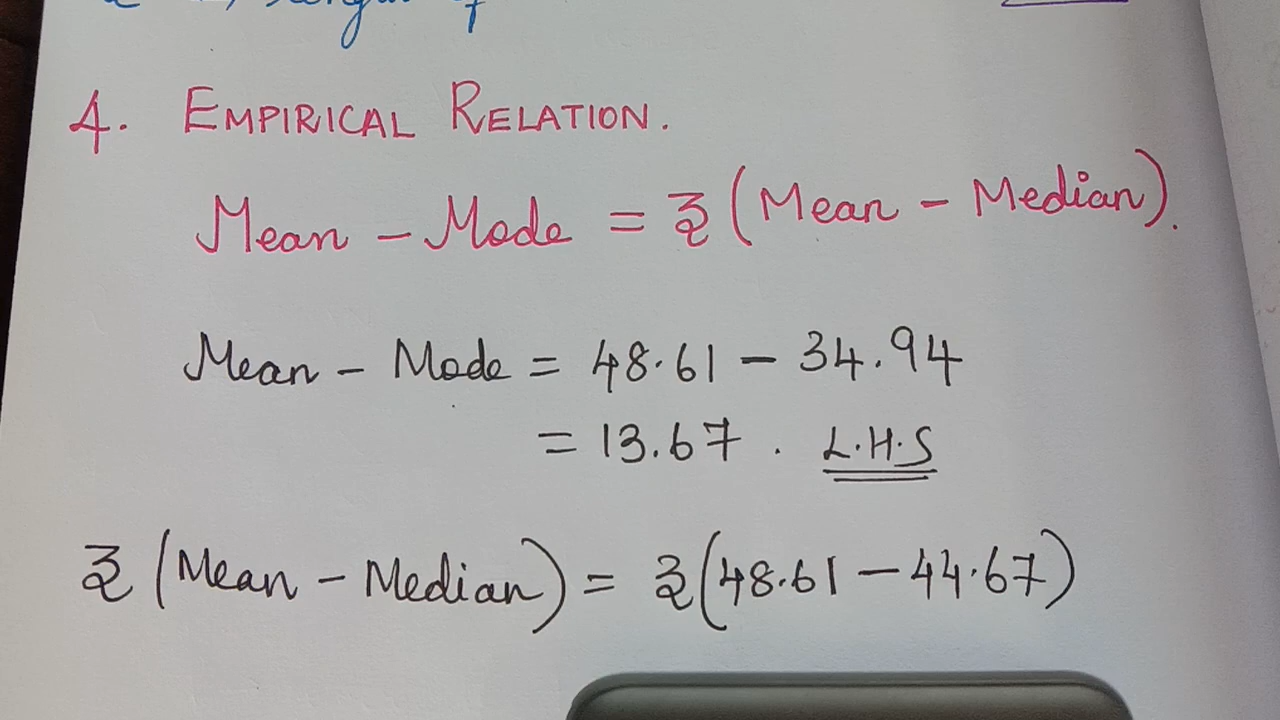 4. EMPIRICAL RELATION.
Mean - Mode = 3 (Mean - Median).
Mean - Mode = 48.61 - 34.94
= 13.67 . L.H.S
3 (Mean - Median) = 3 (48.61 - 44.67)